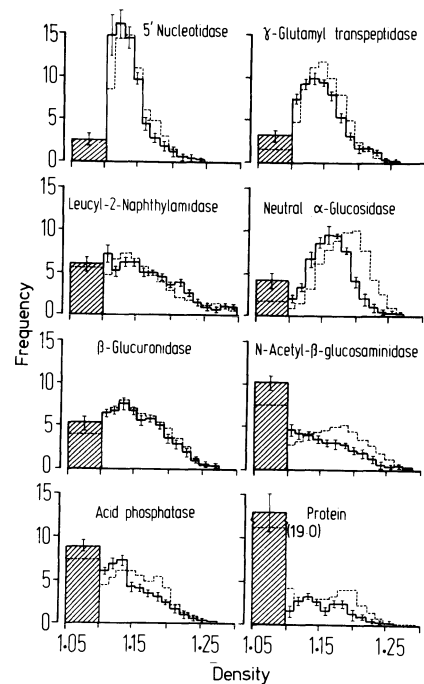 5' Nucleotidase
γ-Glutamyl transpeptidase
15
10
5
0
Leucyl-2-Naphthylamidase
Neutral α-Glucosidase
10
5
0
Frequency
β-Glucuronidase
N-Acetyl-β-glucosaminidase
10
5
0
Acid phosphatase
Protein
(19·0)
15
10
5
0
1·05 1·15 1·25 1·05 1·15 1·25
Density